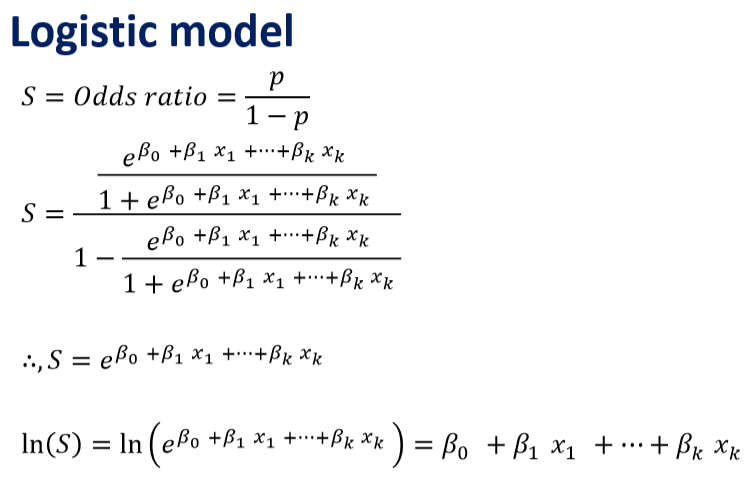 Logistic model
S = Odds ratio = p / (1 − p)
S = (e^(β₀ + β₁ x₁ + ⋯ + βₖ xₖ) / (1 + e^(β₀ + β₁ x₁ + ⋯ + βₖ xₖ))) / (1 − e^(β₀ + β₁ x₁ + ⋯ + βₖ xₖ) / (1 + e^(β₀ + β₁ x₁ + ⋯ + βₖ xₖ)))
∴, S = e^(β₀ + β₁ x₁ + ⋯ + βₖ xₖ)
ln(S) = ln(e^(β₀ + β₁ x₁ + ⋯ + βₖ xₖ)) = β₀ + β₁ x₁ + ⋯ + βₖ xₖ